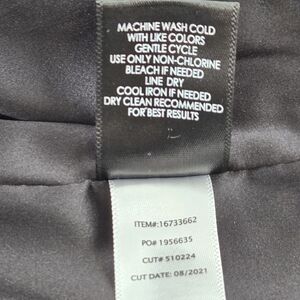 MACHINE WASH COLD
WITH LIKE COLORS
GENTLE CYCLE
USE ONLY NON-CHLORINE
BLEACH IF NEEDED
LINE DRY
COOL IRON IF NEEDED
DRY CLEAN RECOMMENDED
FOR BEST RESULTS
ITEM#:16733662
PO# 1956635
CUT# 510224
CUT DATE: 08/2021